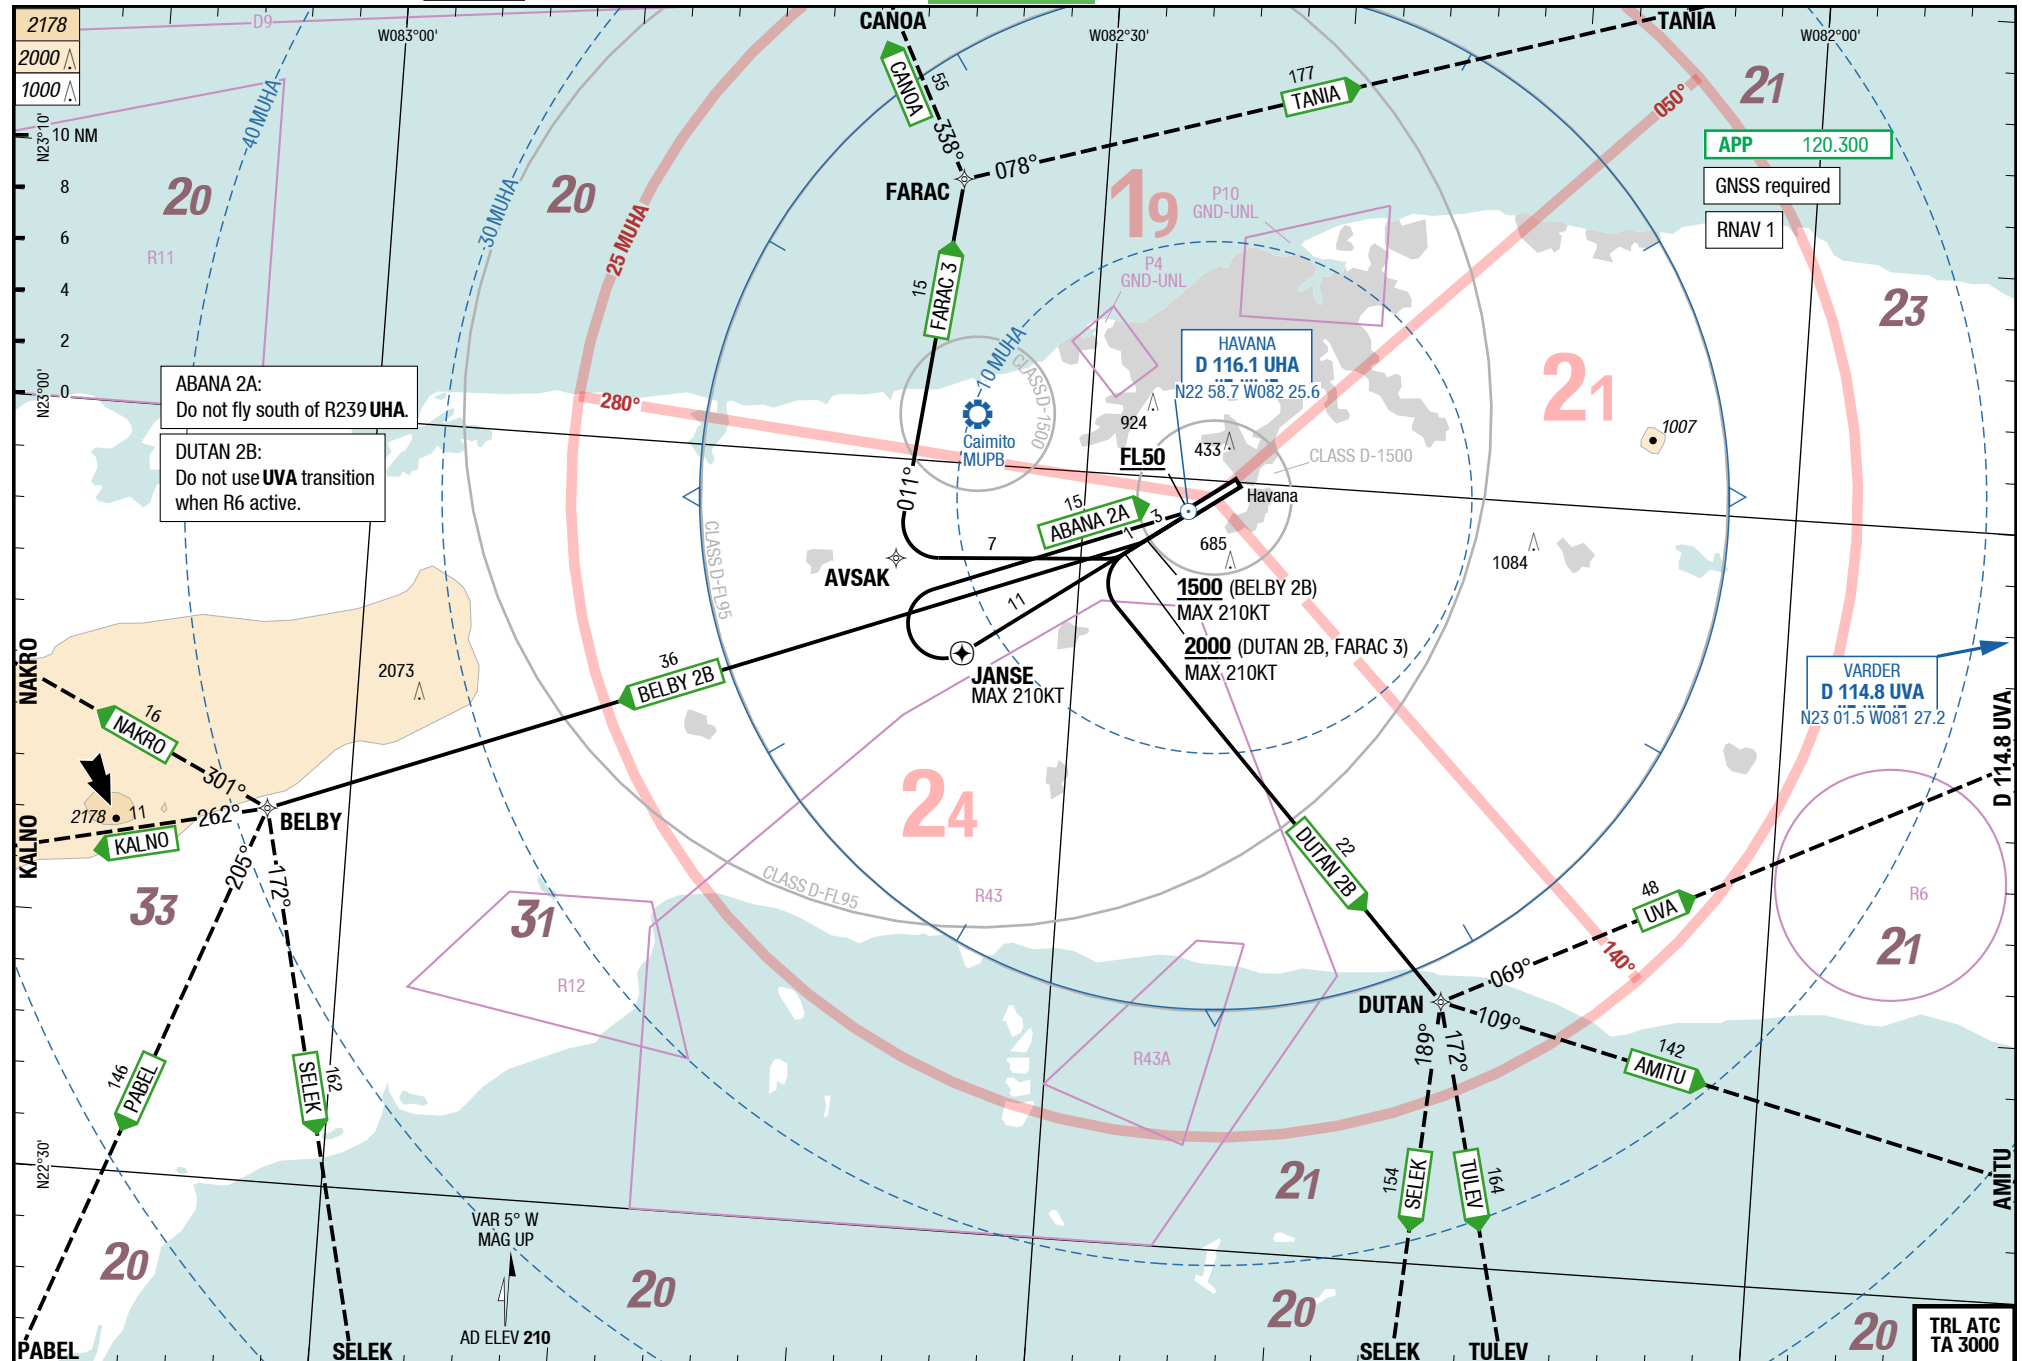 2178
2000
1000
D9
W083°00'
CANOA
W082°30'
TANIA
W082°00'
40 MUHA
CANOA
55
338°
177
TANIA
050°
21
N23°10'
10 NM
8
6
4
2
0
N23°00'
APP 120.300
GNSS required
RNAV 1
20
R11
30 MUHA
20
25 MUHA
FARAC
078°
19
P10
GND-UNL
P4
GND-UNL
15
FARAC 3
23
10 MUHA
CLASS D-1500
HAVANA
D 116.1 UHA
N22 58.7 W082 25.6
21
ABANA 2A:
Do not fly south of R239 UHA.
DUTAN 2B:
Do not use UVA transition
when R6 active.
280°
Caimito
MUPB
924
433
FL50
CLASS D-1500
1007
Havana
011°
15
ABANA 2A
3
1
7
685
1084
CLASS D-FL95
AVSAK
11
1500 (BELBY 2B)
MAX 210KT
2000 (DUTAN 2B, FARAC 3)
MAX 210KT
JANSE
MAX 210KT
36
BELBY 2B
NAKRO
2073
16
NAKRO
301°
VARDER
D 114.8 UVA
N23 01.5 W081 27.2
D 114.8 UVA
2178
11
262°
KALNO
KALNO
BELBY
205°
172°
24
22
DUTAN 2B
33
31
CLASS D-FL95
R43
48
UVA
R6
21
R12
140°
069°
DUTAN
109°
189°
172°
R43A
142
AMITU
146
PABEL
SELEK
162
N22°30'
154
SELEK
TULEV
164
21
AMITU
VAR 5° W
MAG UP
20
20
20
20
AD ELEV 210
TRL ATC
TA 3000
PABEL
SELEK
SELEK
TULEV